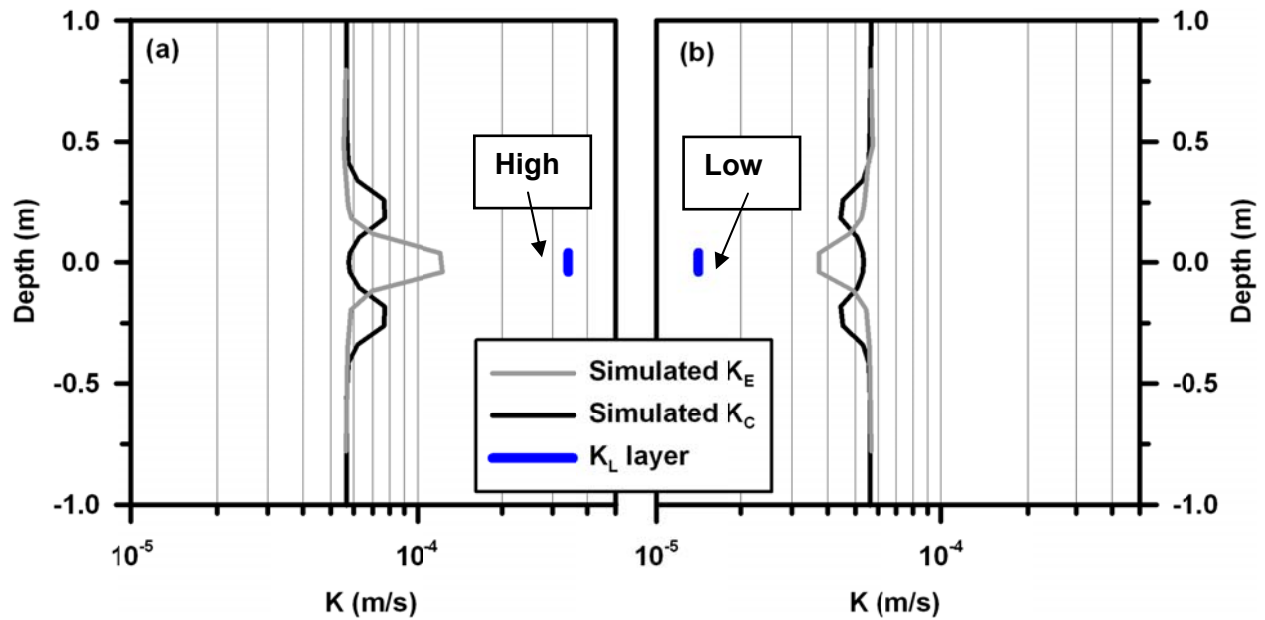 1.0
0.5
0.0
-0.5
-1.0
Depth (m)
(a)
High
10^-5
10^-4
K (m/s)
(b)
Low
1.0
0.5
0.0
-0.5
-1.0
Depth (m)
10^-5
10^-4
K (m/s)
Simulated K_E
Simulated K_C
K_L layer